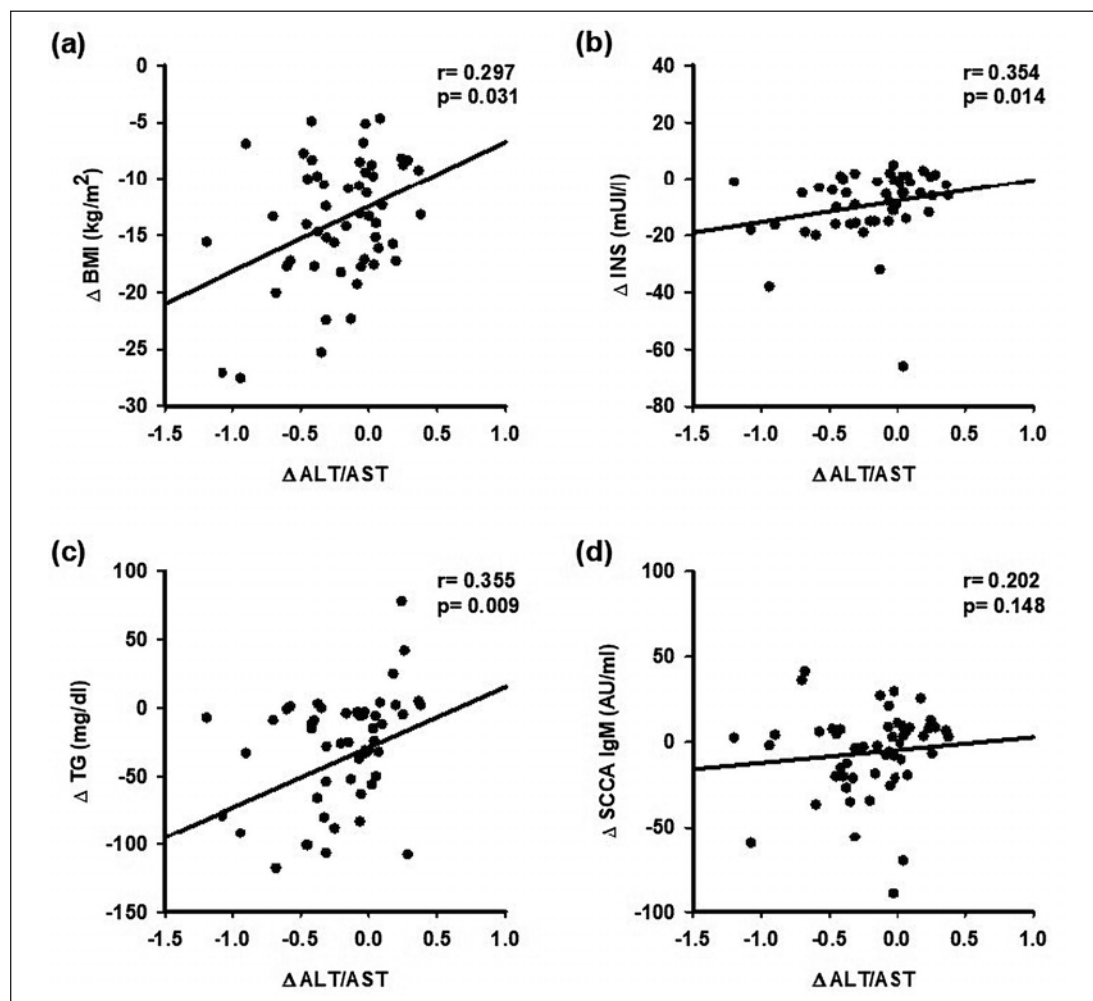 (a)
r= 0.297
p= 0.031
Δ BMI (kg/m²)
0
-5
-10
-15
-20
-25
-30
-1.5 -1.0 -0.5 0.0 0.5 1.0
Δ ALT/AST
(b)
r= 0.354
p= 0.014
Δ INS (mUI/l)
40
20
0
-20
-40
-60
-80
-1.5 -1.0 -0.5 0.0 0.5 1.0
Δ ALT/AST
(c)
r= 0.355
p= 0.009
Δ TG (mg/dl)
100
50
0
-50
-100
-150
-1.5 -1.0 -0.5 0.0 0.5 1.0
Δ ALT/AST
(d)
r= 0.202
p= 0.148
Δ SCCA IgM (AU/ml)
100
50
0
-50
-100
-1.5 -1.0 -0.5 0.0 0.5 1.0
Δ ALT/AST